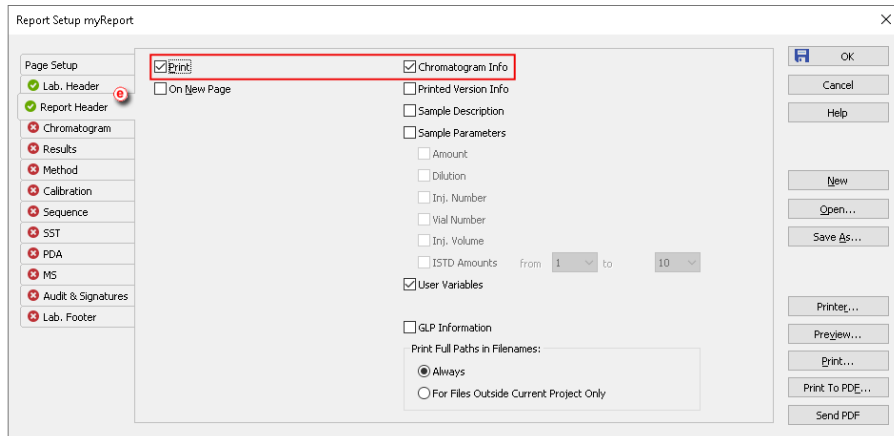 Report Setup myReport
Page Setup
Lab. Header
Report Header
e
Chromatogram
Results
Method
Calibration
Sequence
SST
PDA
MS
Audit & Signatures
Lab. Footer
Print
On New Page
Chromatogram Info
Printed Version Info
Sample Description
Sample Parameters
Amount
Dilution
Inj. Number
Vial Number
Inj. Volume
ISTD Amounts from 1 to 10
User Variables
GLP Information
Print Full Paths in Filenames:
Always
For Files Outside Current Project Only
OK
Cancel
Help
New
Open...
Save As...
Printer...
Preview...
Print...
Print To PDF...
Send PDF